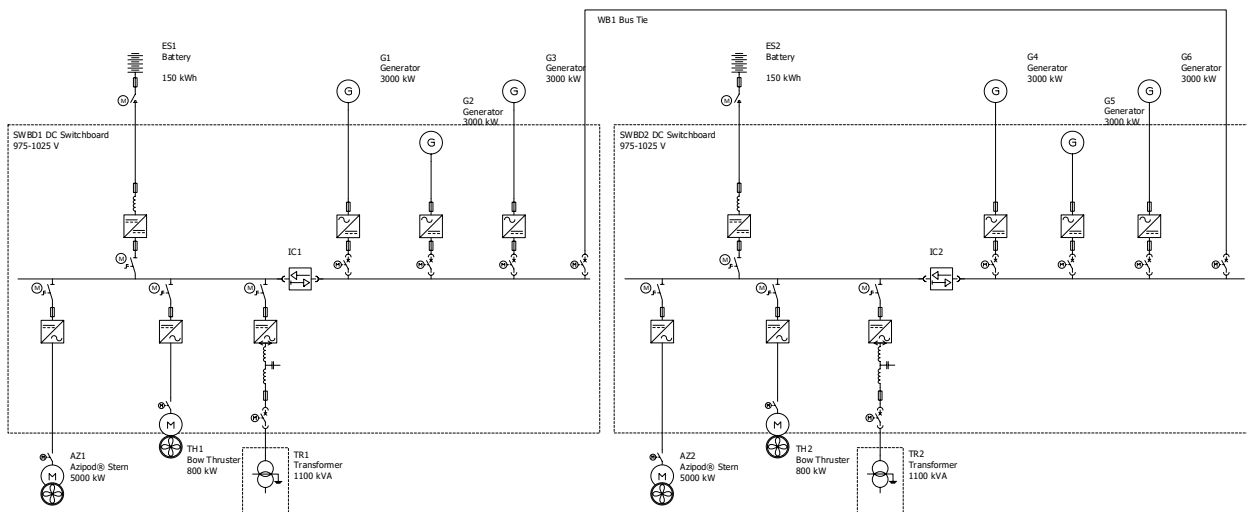 WB1 Bus Tie
ES1
Battery
150 kWh
G1
Generator
3000 kW
G3
Generator
3000 kW
G2
Generator
3000 kW
G
G
G
M
SWBD1 DC Switchboard
975-1025 V
M
IC1
M
M
M
M
M
M
M
M
M
M
M
M
M
AZ1
Azipod® Stern
5000 kW
TH1
Bow Thruster
800 kW
TR1
Transformer
1100 kVA
ES2
Battery
150 kWh
G4
Generator
3000 kW
G6
Generator
3000 kW
G5
Generator
3000 kW
G
G
G
M
SWBD2 DC Switchboard
975-1025 V
M
IC2
M
M
M
M
M
M
M
M
M
M
M
M
M
AZ2
Azipod® Stern
5000 kW
TH2
Bow Thruster
800 kW
TR2
Transformer
1100 kVA